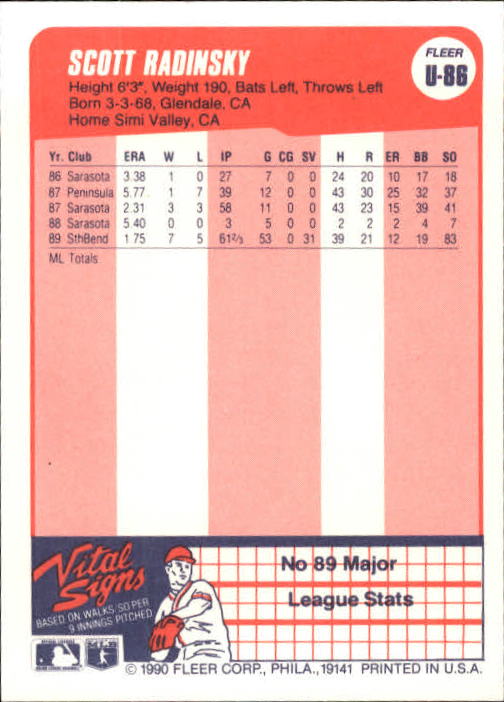 SCOTT RADINSKY
FLEER
U-86
Height 6'3", Weight 190, Bats Left, Throws Left
Born 3-3-68, Glendale, CA
Home Simi Valley, CA
Yr. Club ERA W L IP G CG SV H R ER BB SO
86 Sarasota 3.38 1 0 27 7 0 0 24 20 10 17 18
87 Peninsula 5.77 1 7 39 12 0 0 43 30 25 32 37
87 Sarasota 2.31 3 3 58 11 0 0 43 23 15 39 41
88 Sarasota 5.40 0 0 3 5 0 0 2 2 2 4 7
89 SthBend 1.75 7 5 61 2/3 53 0 31 39 21 12 19 83
ML Totals
Vital
Signs
BASED ON WALKS, SO PER
9 INNINGS PITCHED
No 89 Major
League Stats
© 1990 FLEER CORP., PHILA., 19141 PRINTED IN U.S.A.